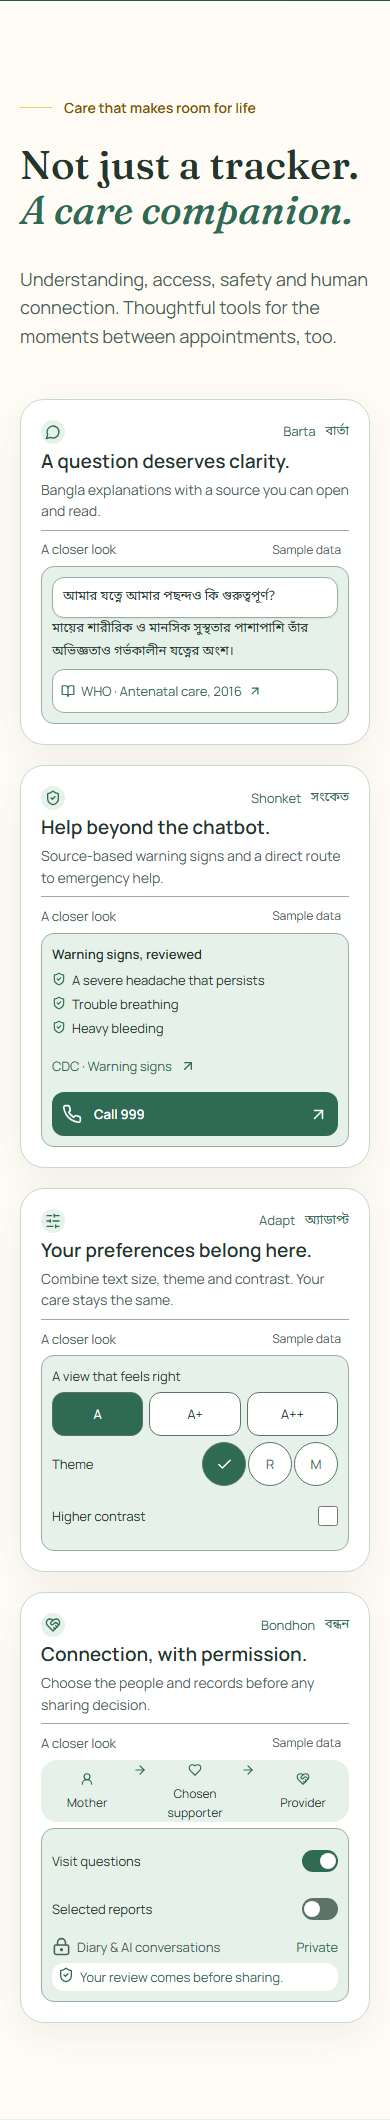 Care that makes room for life
Not just a tracker.
A care companion.
Understanding, access, safety and human
connection. Thoughtful tools for the
moments between appointments, too.
Barta বার্তা
A question deserves clarity.
Bangla explanations with a source you can open
and read.
A closer look Sample data
আমার যত্নে আমার পছন্দও কি গুরুত্বপূর্ণ?
মায়ের শারীরিক ও মানসিক সুস্থতার পাশাপাশি তাঁর
অভিজ্ঞতাও গর্ভকালীন যত্নের অংশ।
WHO · Antenatal care, 2016
Shonket সংকেত
Help beyond the chatbot.
Source-based warning signs and a direct route
to emergency help.
A closer look Sample data
Warning signs, reviewed
A severe headache that persists
Trouble breathing
Heavy bleeding
CDC · Warning signs
Call 999
Adapt অ্যাডাপ্ট
Your preferences belong here.
Combine text size, theme and contrast. Your
care stays the same.
A closer look Sample data
A view that feels right
A A+ A++
Theme R M
Higher contrast
Bondhon বন্ধন
Connection, with permission.
Choose the people and records before any
sharing decision.
A closer look Sample data
Mother Chosen supporter Provider
Visit questions
Selected reports
Diary & AI conversations Private
Your review comes before sharing.